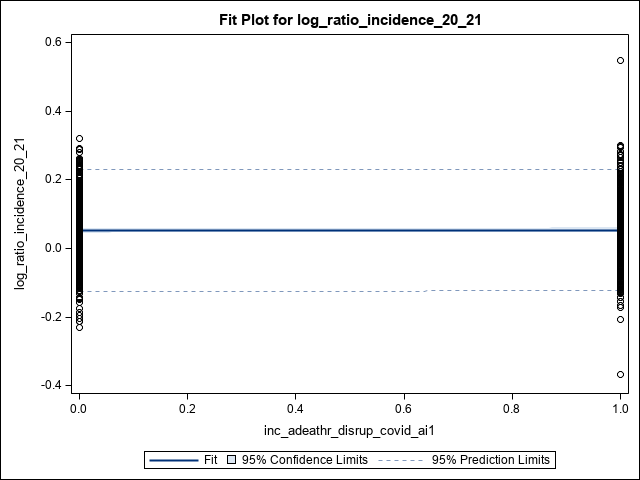 Fit Plot for log_ratio_incidence_20_21
0.6
0.4
0.2
0.0
-0.2
-0.4
log_ratio_incidence_20_21
0.0 0.2 0.4 0.6 0.8 1.0
inc_adeathr_disrup_covid_ai1
Fit 95% Confidence Limits 95% Prediction Limits